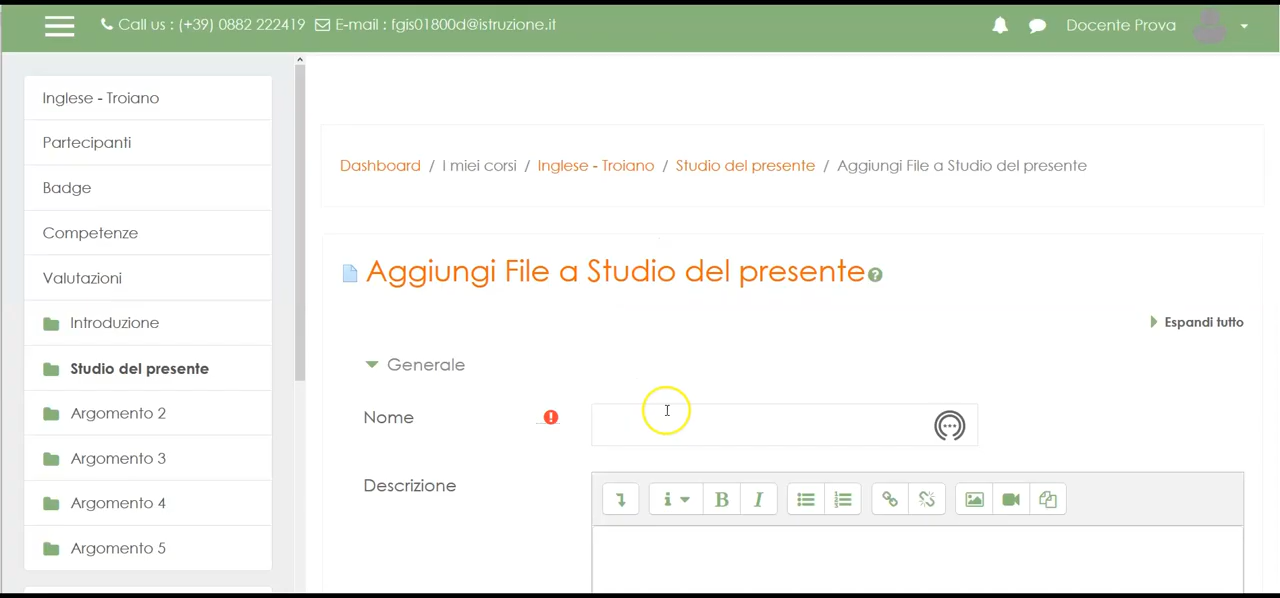 Call us : (+39) 0882 222419 E-mail : fgis01800d@istruzione.it Docente Prova
Inglese - Troiano
Partecipanti
Badge
Competenze
Valutazioni
Introduzione
Studio del presente
Argomento 2
Argomento 3
Argomento 4
Argomento 5
Dashboard / I miei corsi / Inglese - Troiano / Studio del presente / Aggiungi File a Studio del presente
Aggiungi File a Studio del presente
Espandi tutto
Generale
Nome
Descrizione
B I